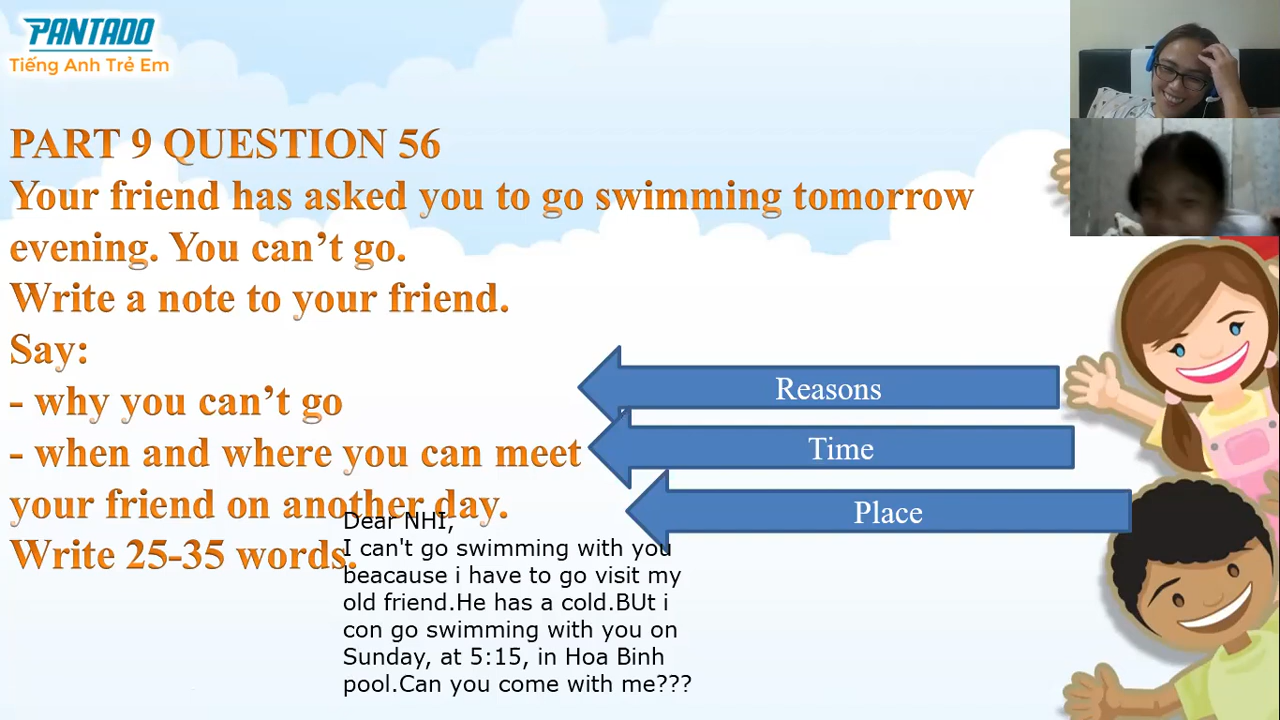 PANTADO
Tiếng Anh Trẻ Em
PART 9 QUESTION 56
Your friend has asked you to go swimming tomorrow
evening. You can’t go.
Write a note to your friend.
Say:
- why you can’t go
- when and where you can meet
your friend on another day.
Write 25-35 words.
Reasons
Time
Place
Dear NHI,
I can't go swimming with you
beacause i have to go visit my
old friend.He has a cold.BUt i
con go swimming with you on
Sunday, at 5:15, in Hoa Binh
pool.Can you come with me???